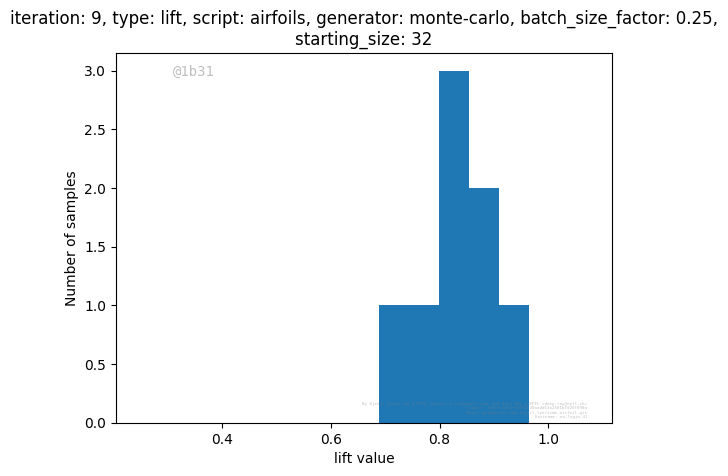 iteration: 9, type: lift, script: airfoils, generator: monte-carlo, batch_size_factor: 0.25,
starting_size: 32
@1b31
3.0
2.5
2.0
1.5
1.0
0.5
0.0
Number of samples
0.4 0.6 0.8 1.0
lift value